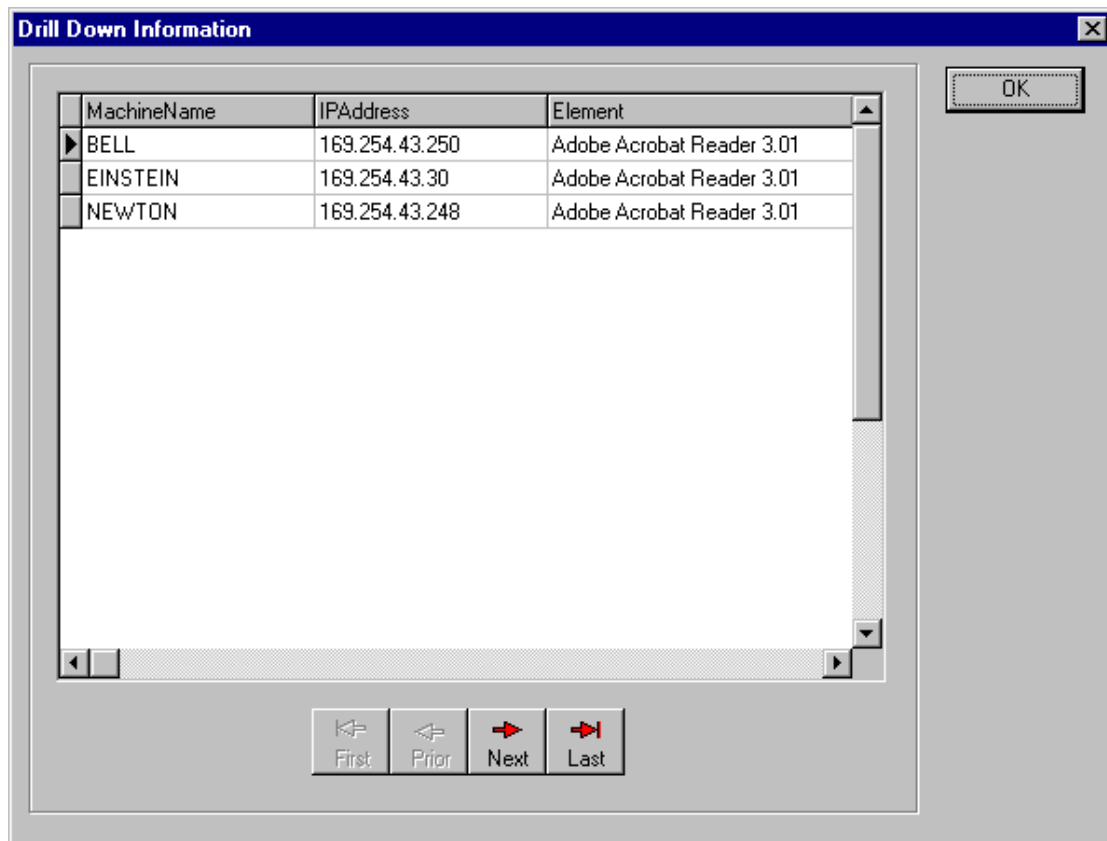 Drill Down Information
OK
MachineName IPAddress Element
BELL 169.254.43.250 Adobe Acrobat Reader 3.01
EINSTEIN 169.254.43.30 Adobe Acrobat Reader 3.01
NEWTON 169.254.43.248 Adobe Acrobat Reader 3.01
First Prior Next Last